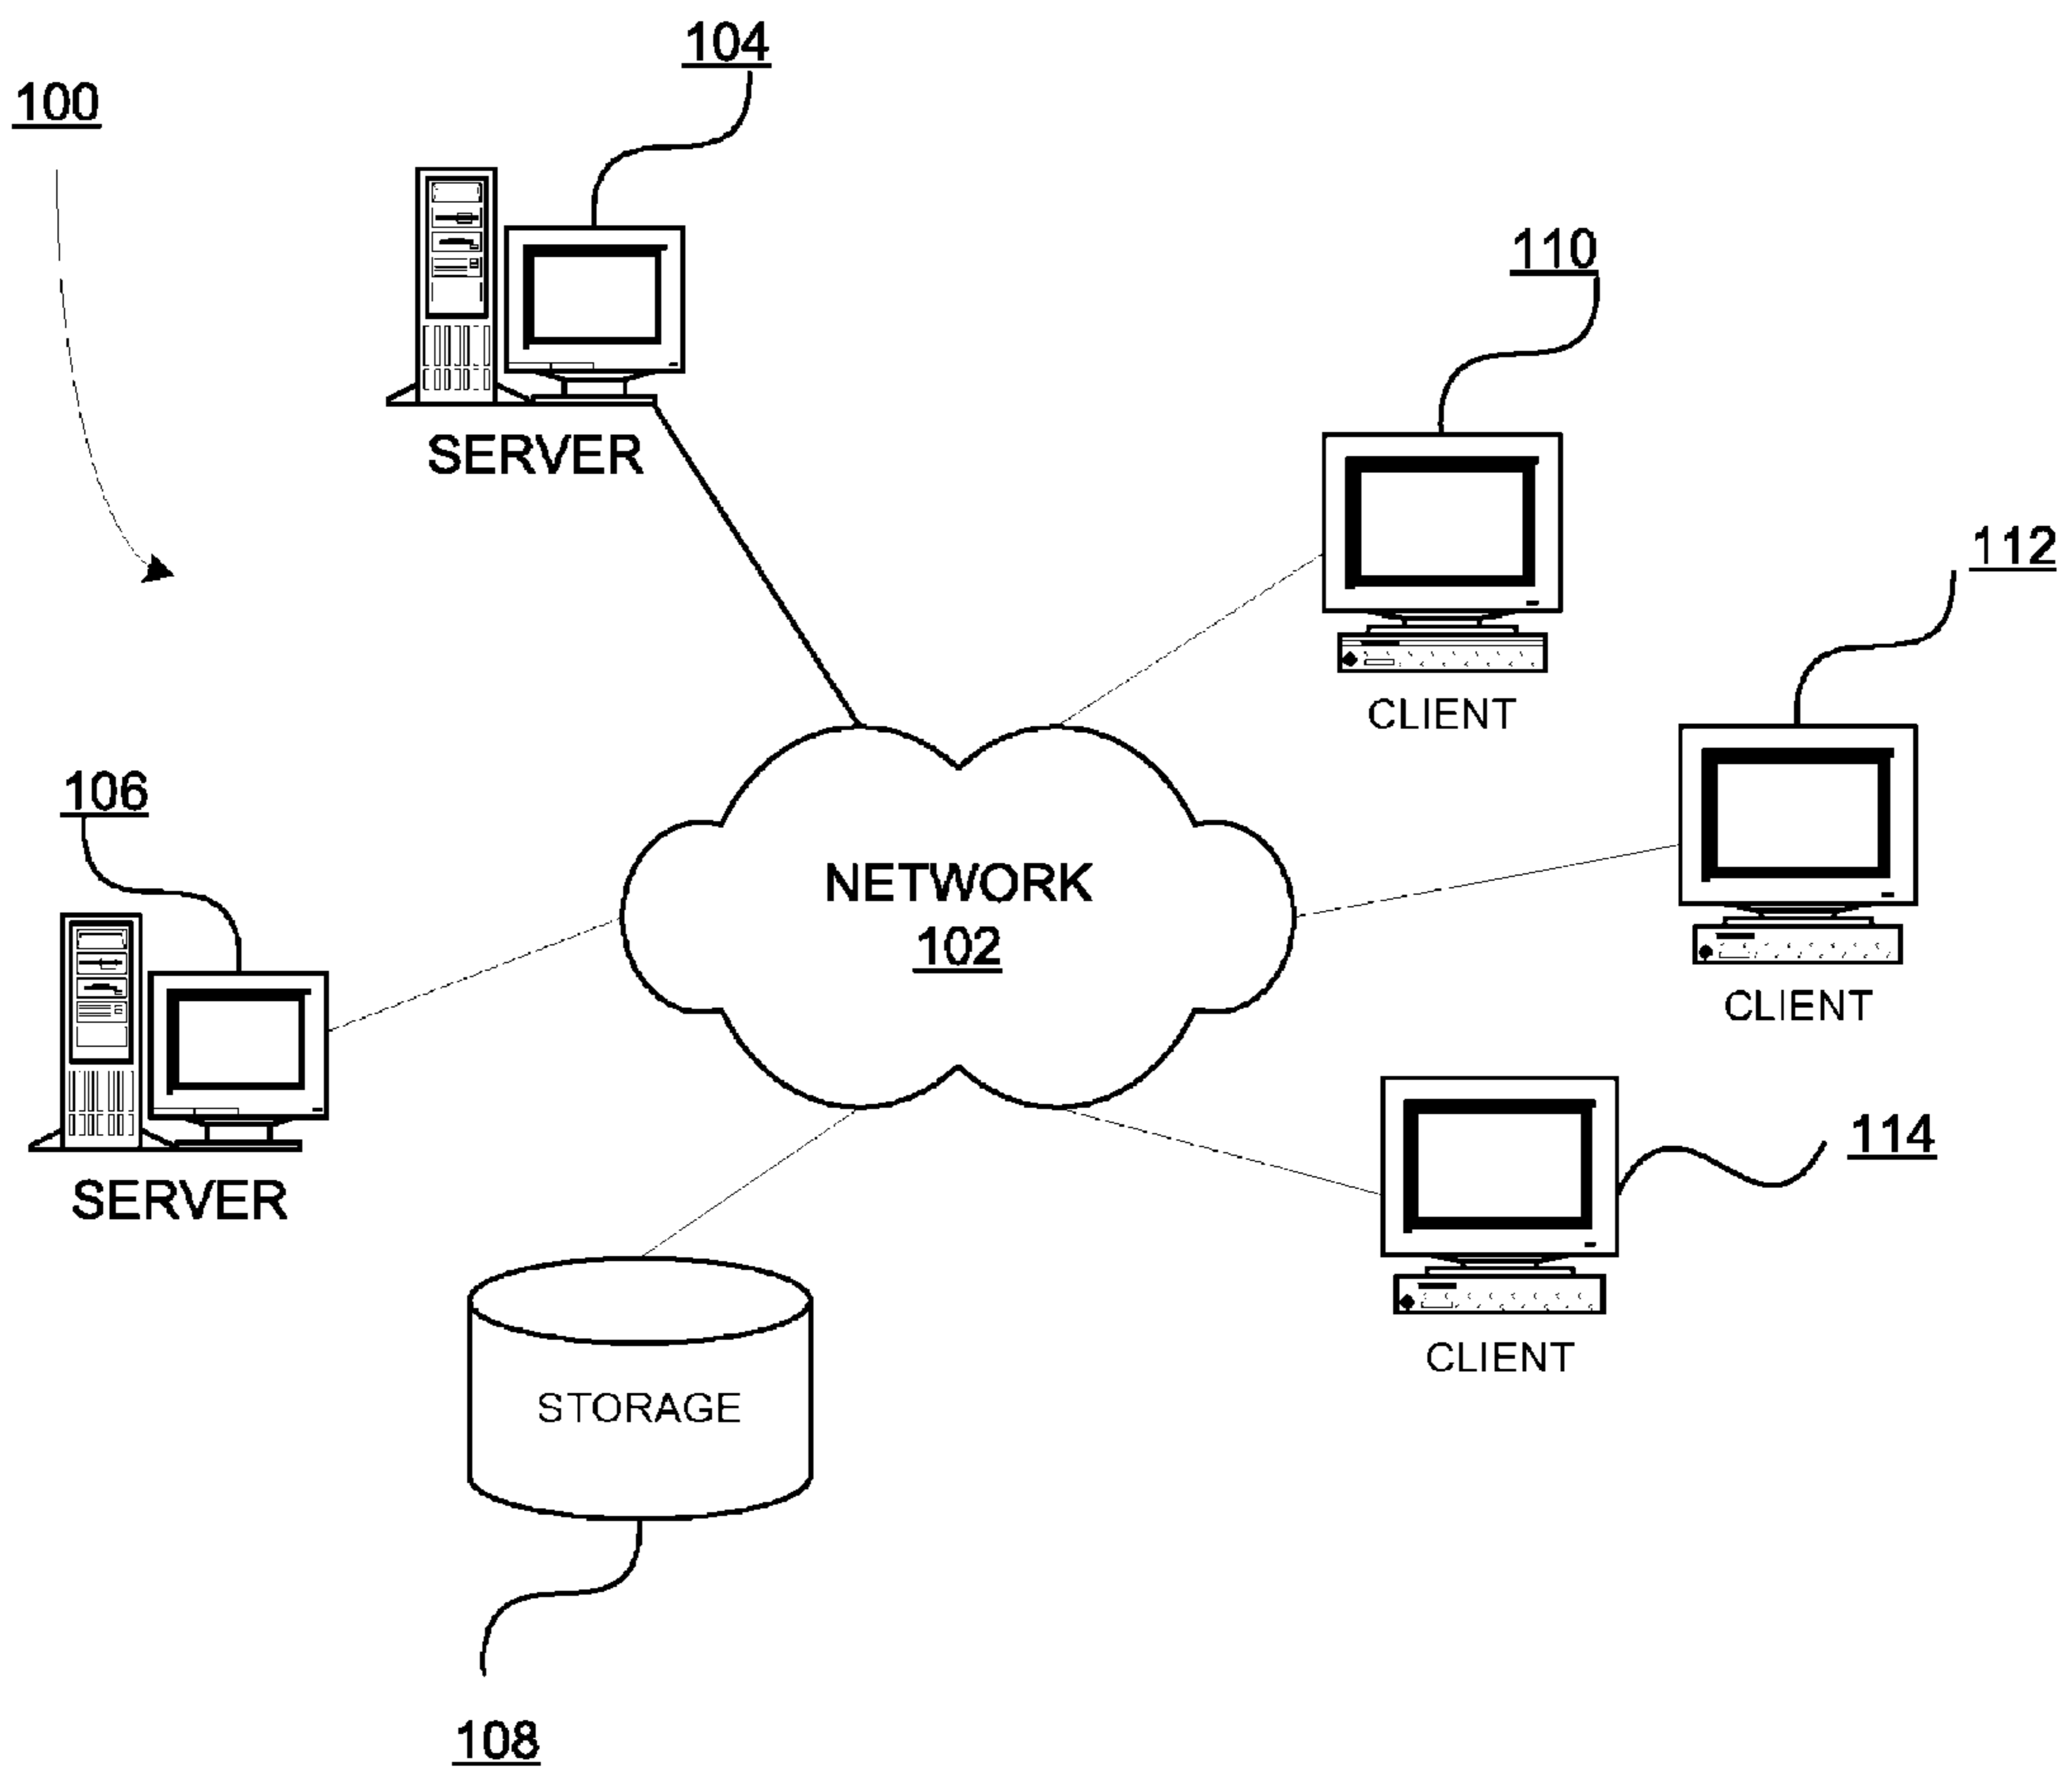 104
100
SERVER
110
112
CLIENT
106
NETWORK
102
CLIENT
114
SERVER
CLIENT
STORAGE
108